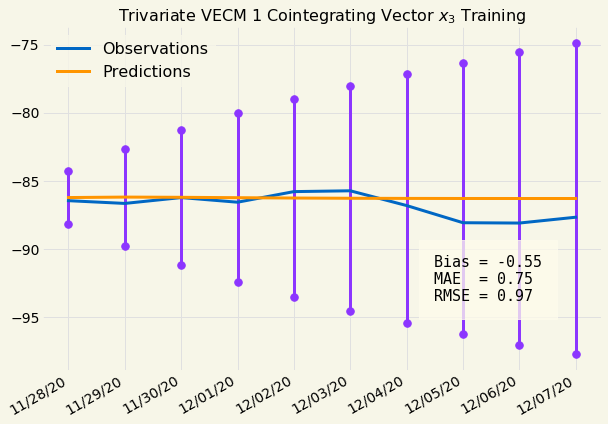 Trivariate VECM 1 Cointegrating Vector x₃ Training
Observations
Predictions
−75
−80
−85
−90
−95
Bias = -0.55
MAE  = 0.75
RMSE = 0.97
11/28/20
11/29/20
11/30/20
12/01/20
12/02/20
12/03/20
12/04/20
12/05/20
12/06/20
12/07/20